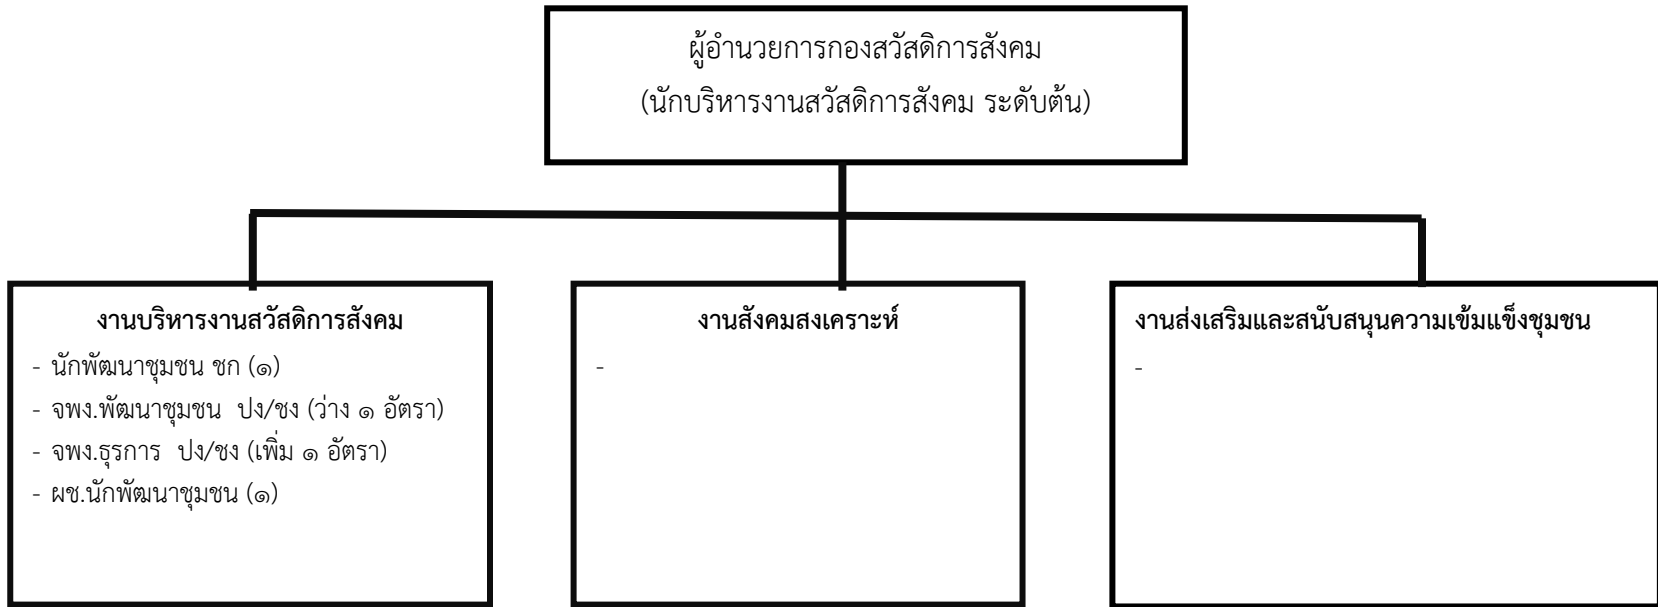 ผู้อำนวยการกองสวัสดิการสังคม
(นักบริหารงานสวัสดิการสังคม ระดับต้น)
งานบริหารงานสวัสดิการสังคม
- นักพัฒนาชุมชน ชก (๑)
- จพง.พัฒนาชุมชน ปง/ชง (ว่าง ๑ อัตรา)
- จพง.ธุรการ ปง/ชง (เพิ่ม ๑ อัตรา)
- ผช.นักพัฒนาชุมชน (๑)
งานสังคมสงเคราะห์
-
งานส่งเสริมและสนับสนุนความเข้มแข็งชุมชน
-